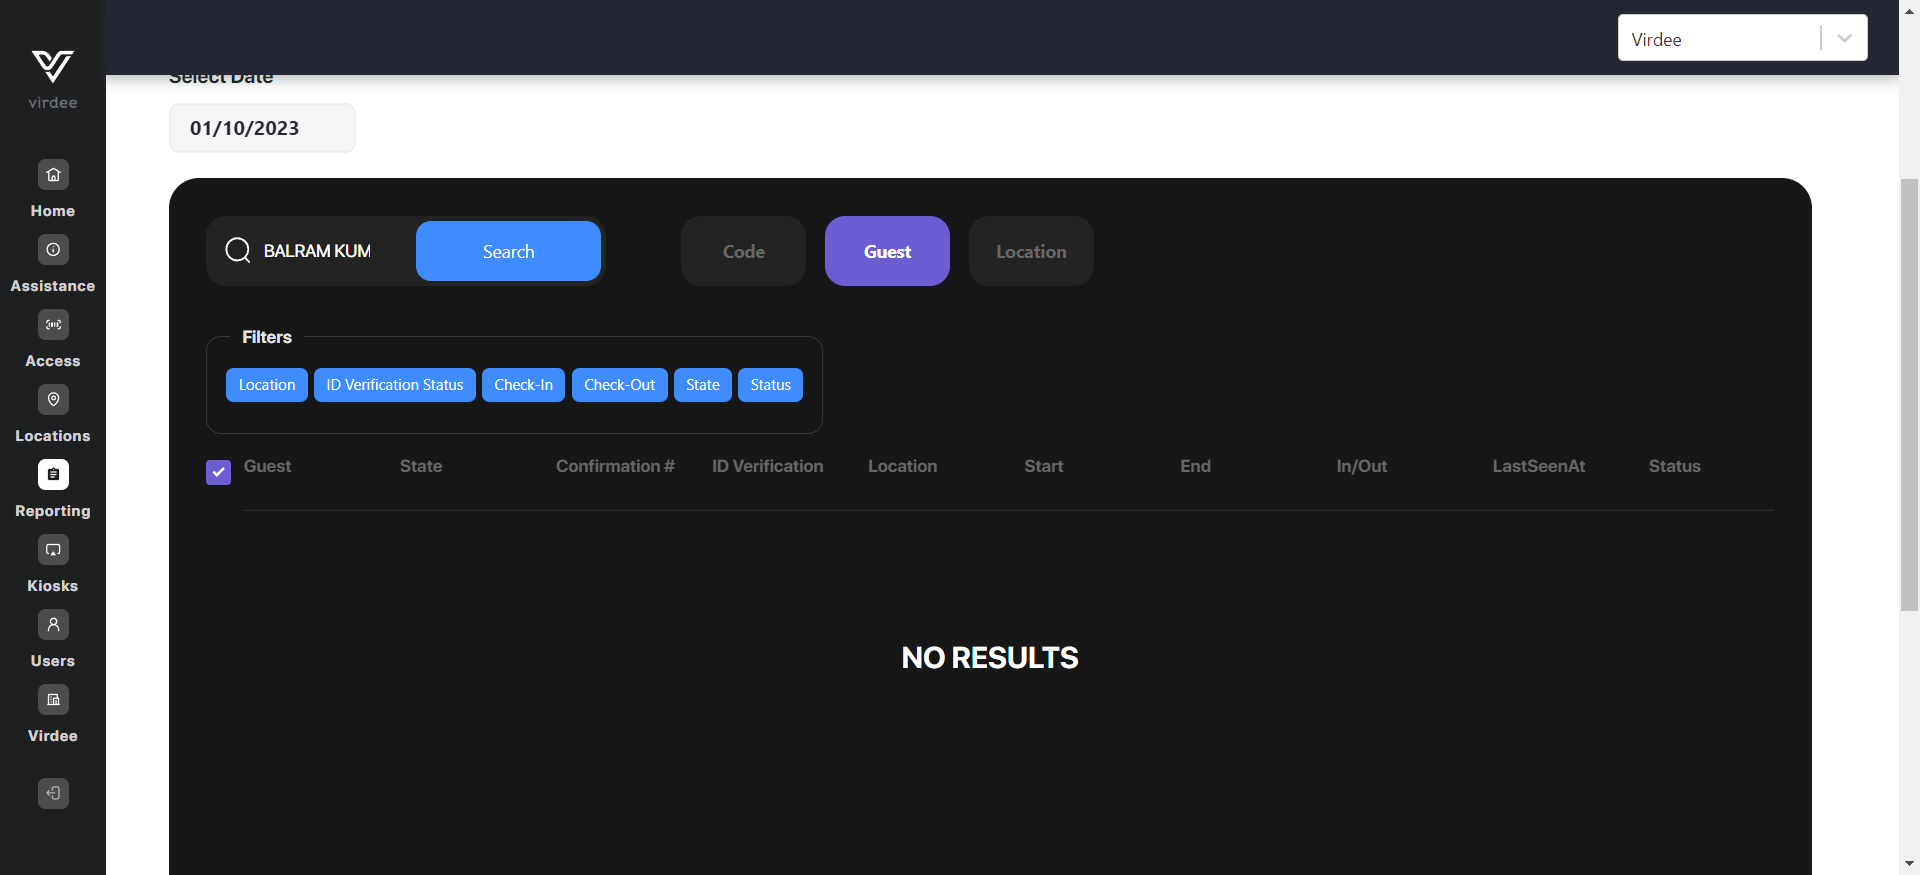 virdee
Home
Assistance
Access
Locations
Reporting
Kiosks
Users
Virdee
Virdee
Select Date
01/10/2023
BALRAM KUM
Search
Code
Guest
Location
Filters
Location
ID Verification Status
Check-In
Check-Out
State
Status
Guest State Confirmation # ID Verification Location Start End In/Out LastSeenAt Status
NO RESULTS